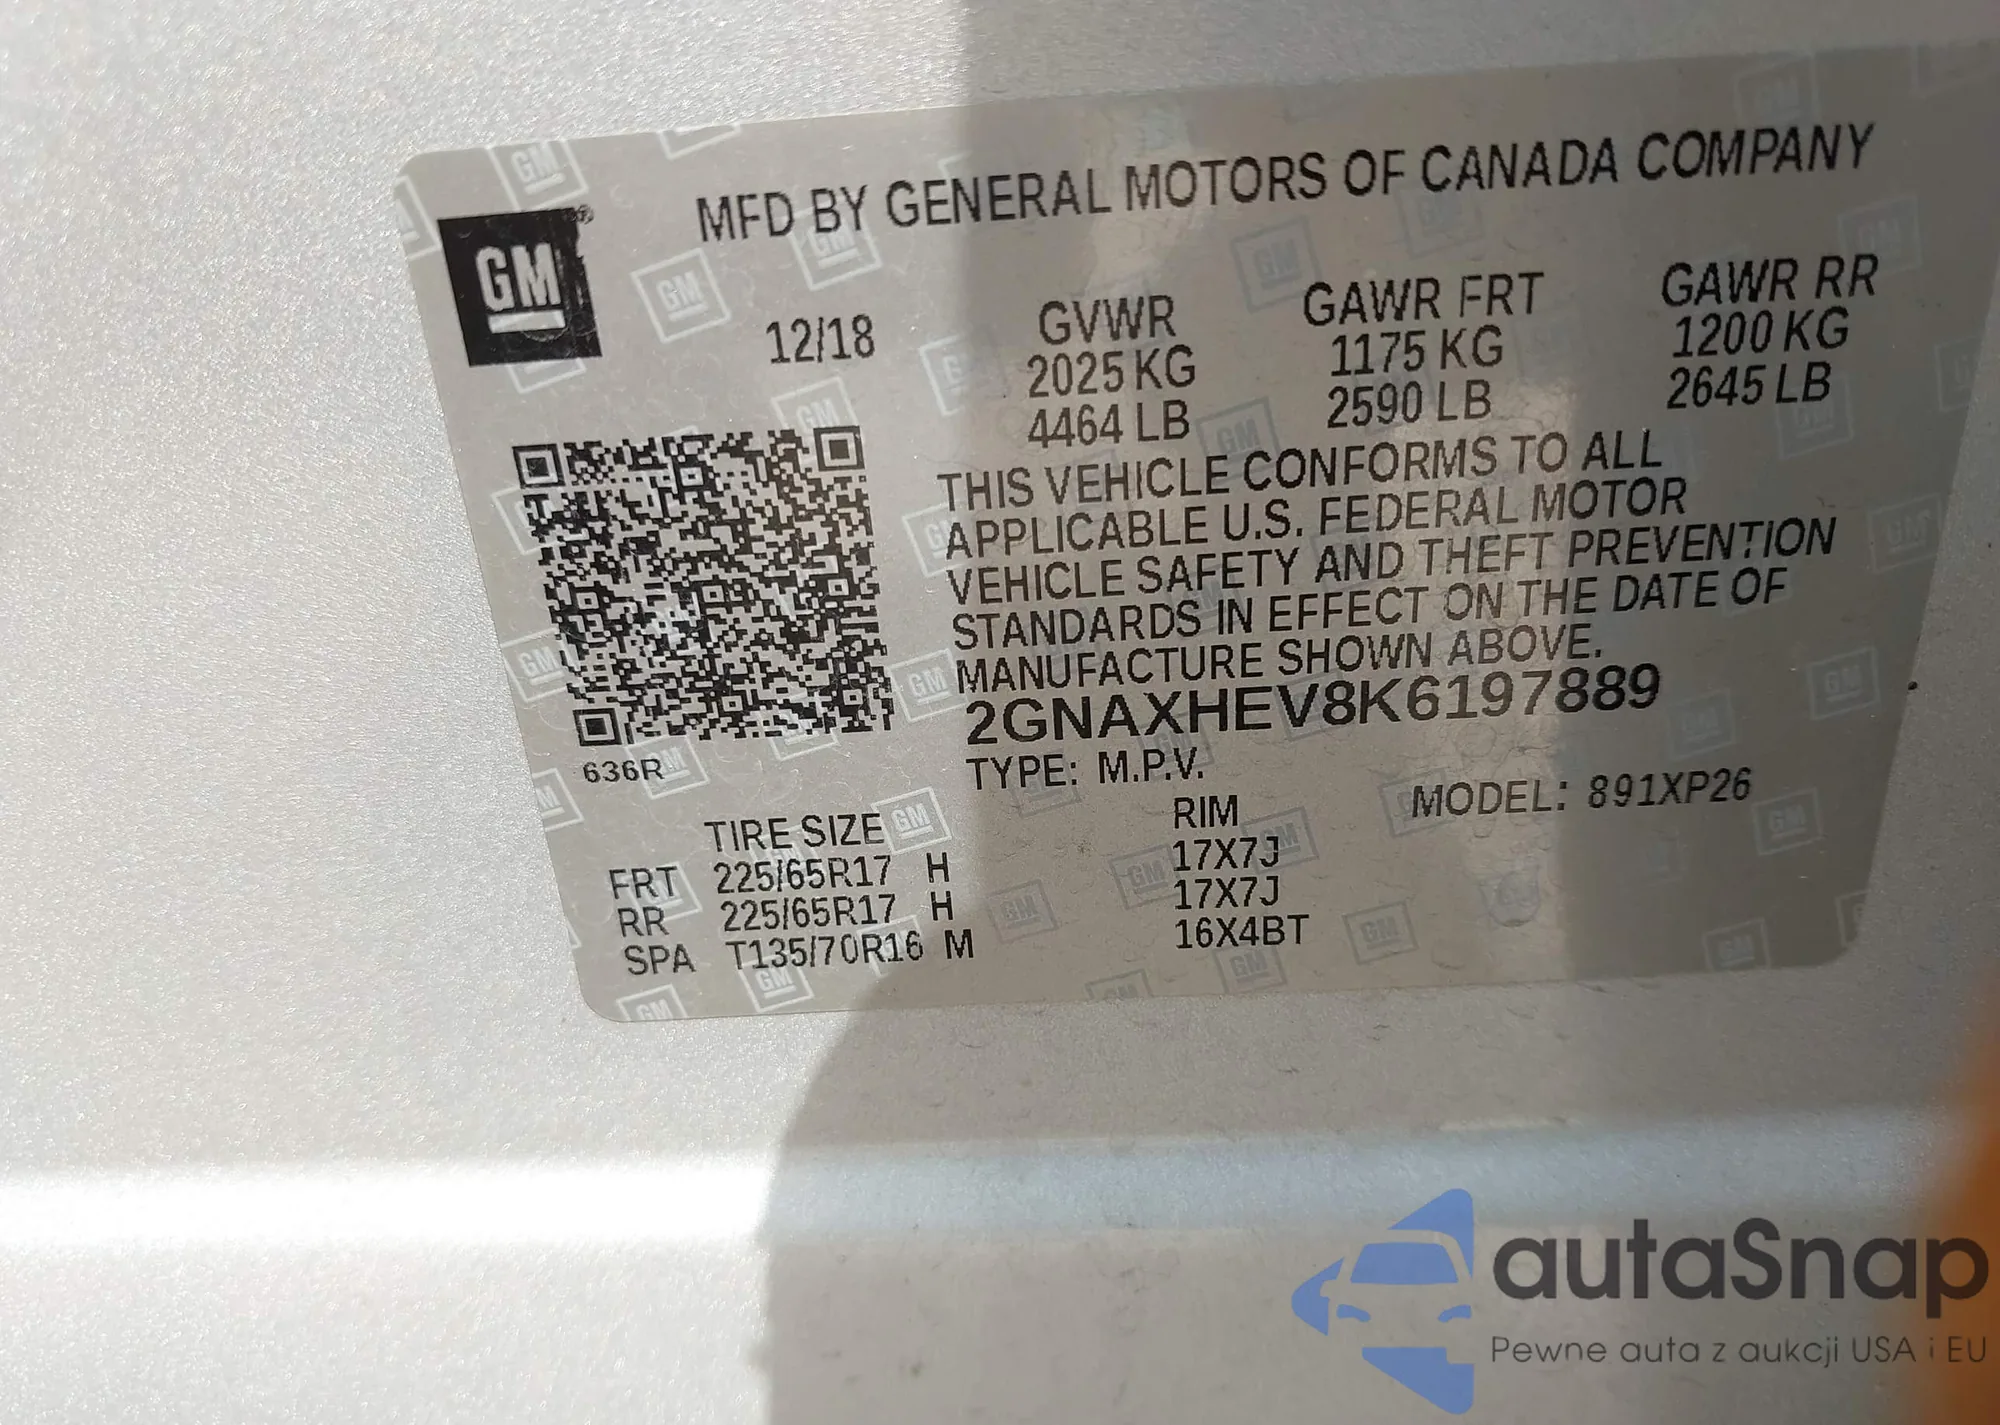 MFD BY GENERAL MOTORS OF CANADA COMPANY
GM®
12/18
GVWR
2025 KG
4464 LB
GAWR FRT
1175 KG
2590 LB
GAWR RR
1200 KG
2645 LB
THIS VEHICLE CONFORMS TO ALL
APPLICABLE U.S. FEDERAL MOTOR
VEHICLE SAFETY AND THEFT PREVENTION
STANDARDS IN EFFECT ON THE DATE OF
MANUFACTURE SHOWN ABOVE.
2GNAXHEV8K6197889
636R
TYPE: M.P.V.
MODEL: 891XP26
TIRE SIZE RIM
FRT 225/65R17 H 17X7J
RR 225/65R17 H 17X7J
SPA T135/70R16 M 16X4BT
autaSnap
Pewne auta z aukcji USA i EU